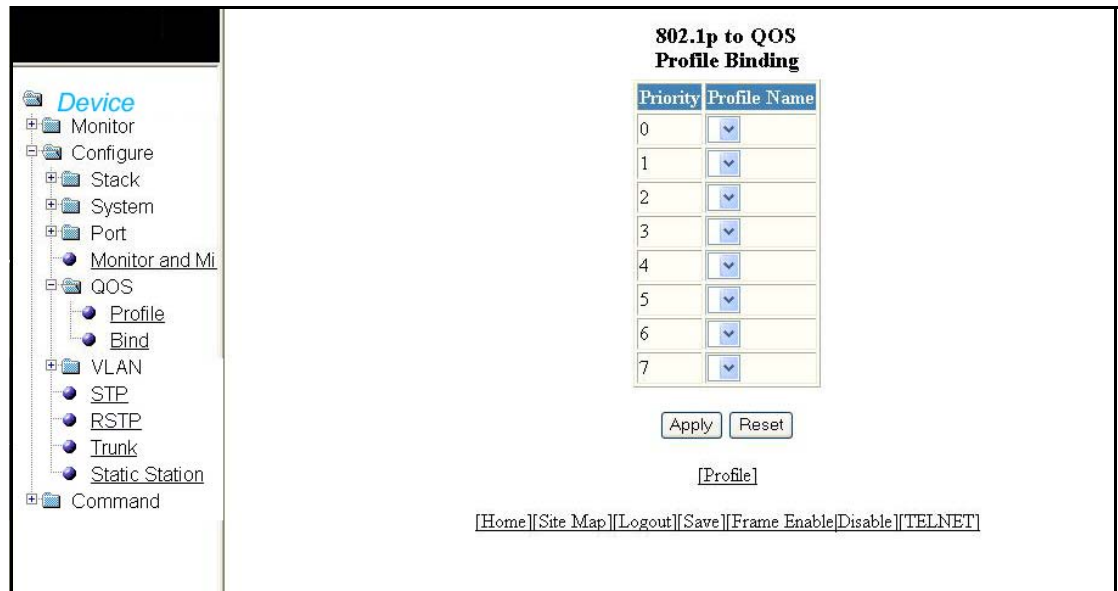 Device
Monitor
Configure
Stack
System
Port
Monitor and Mi
QOS
Profile
Bind
VLAN
STP
RSTP
Trunk
Static Station
Command
802.1p to QOS
Profile Binding
Priority Profile Name
0
1
2
3
4
5
6
7
Apply Reset
[Profile]
[Home][Site Map][Logout][Save][Frame Enable|Disable][TELNET]